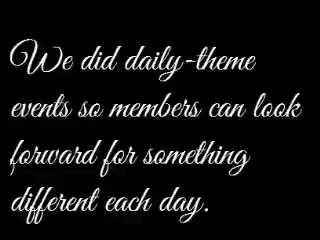 We did daily-theme
events so members can look
forward for something
different each day.